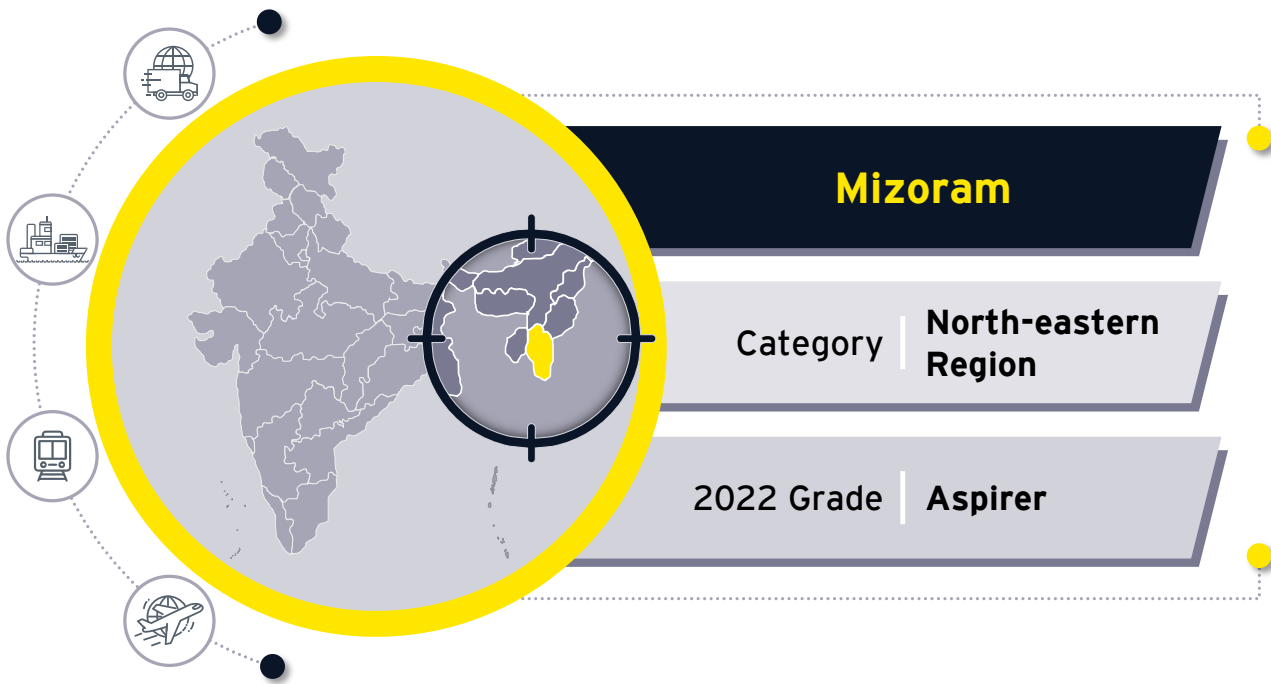 Mizoram
Category
North-eastern
Region
2022 Grade
Aspirer